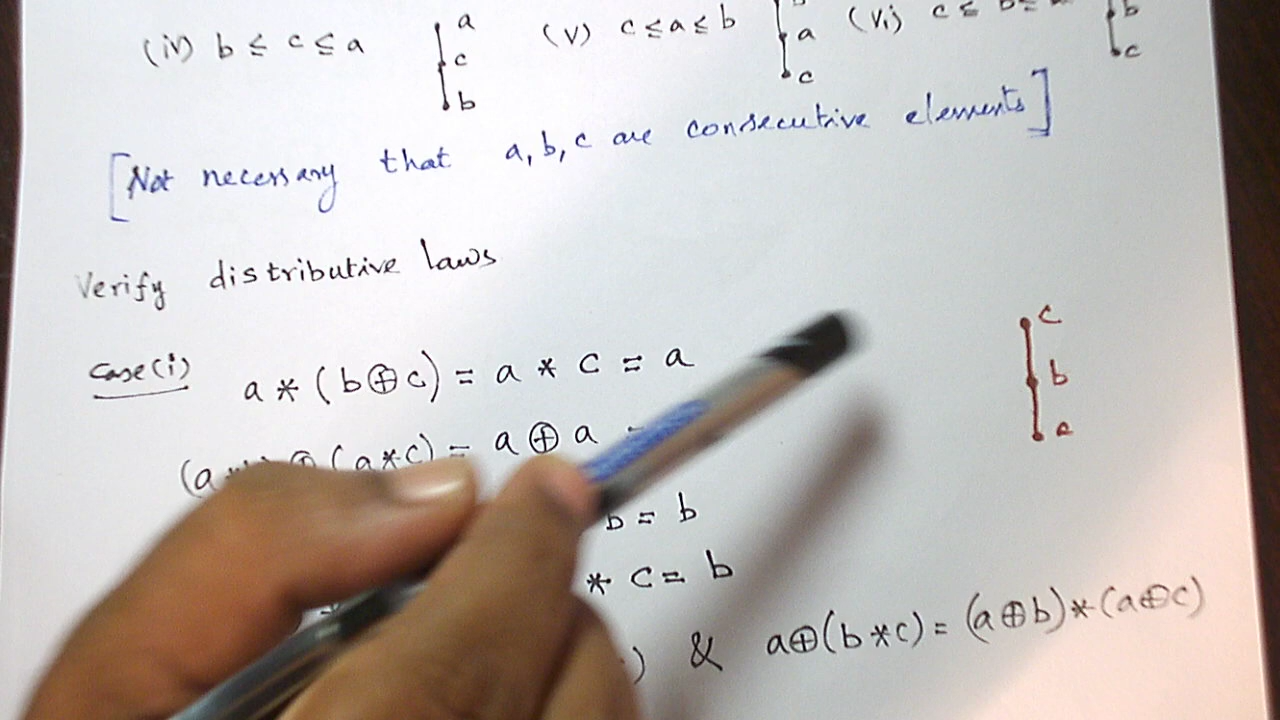 (iv) b ≤ c ≤ a a c b (v) c ≤ a ≤ b a c (vi) c ≤ b c
[Not necessary that a, b, c are consecutive elements]
Verify distributive laws
Case(i) a * (b ⊕ c) = a * c = a c
b
(a ⊕ (a * c) = a ⊕ a
b = b
* c = b
) & a ⊕ (b * c) = (a ⊕ b) * (a ⊕ c)